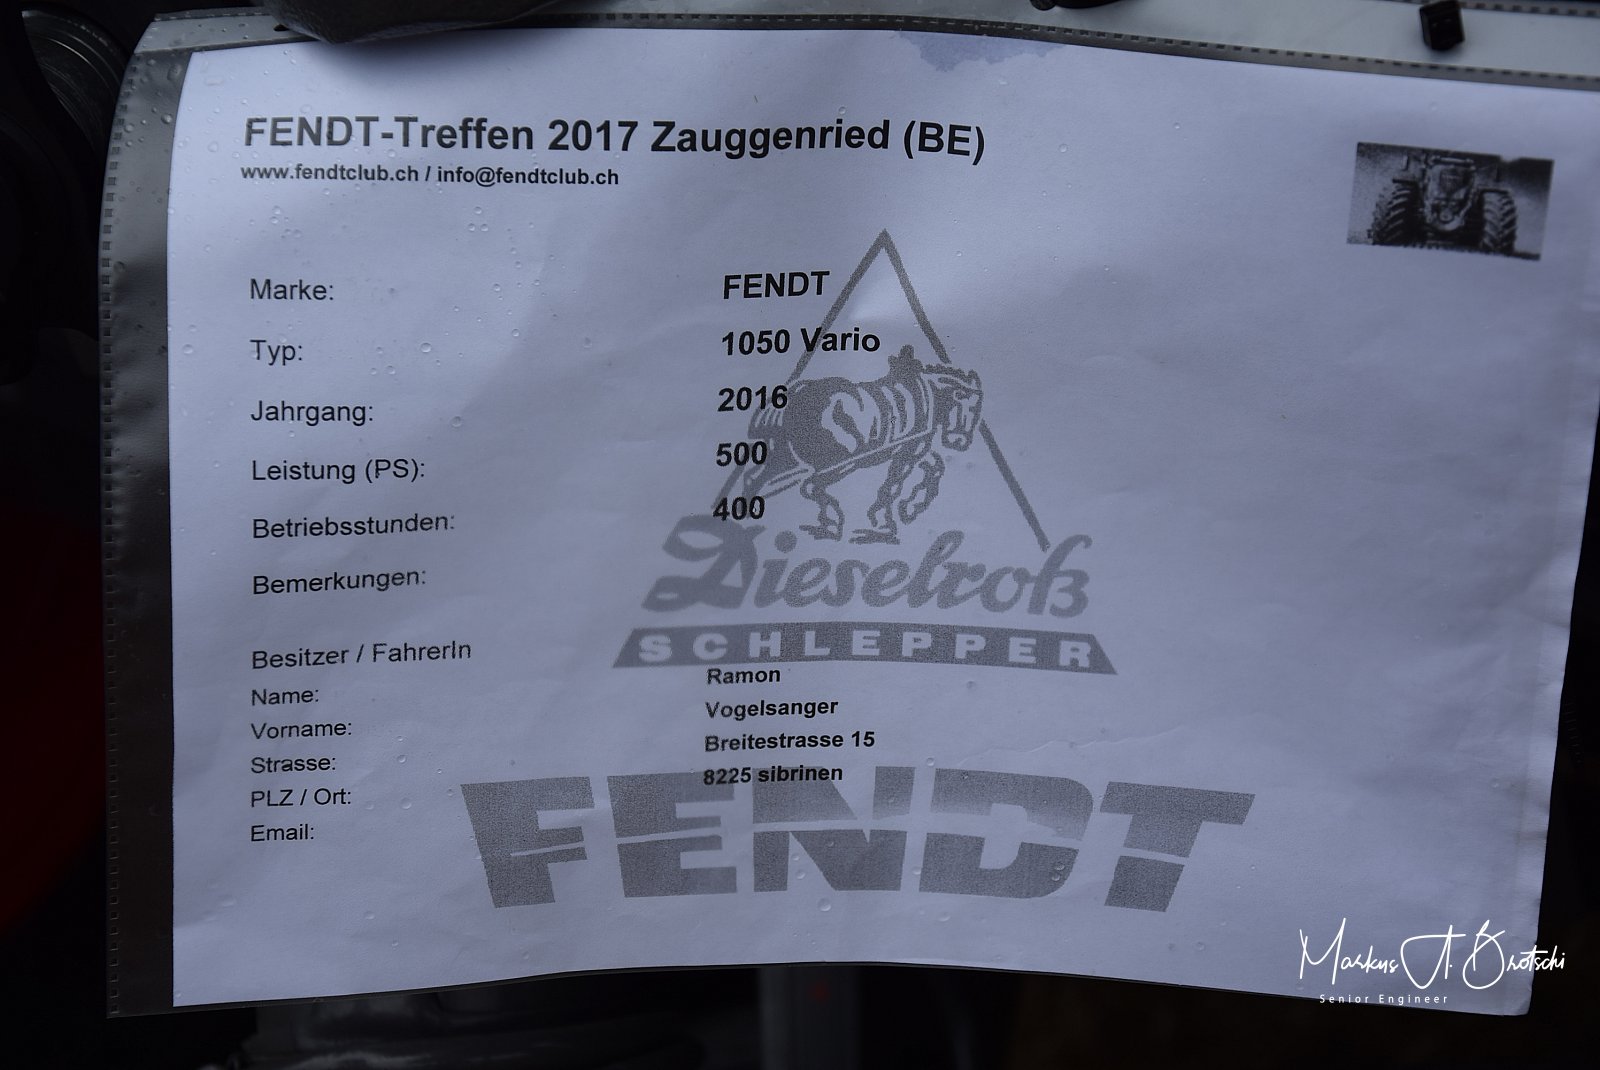 FENDT-Treffen 2017 Zauggenried (BE)
www.fendtclub.ch / info@fendtclub.ch
Marke: FENDT
Typ: 1050 Vario
Jahrgang: 2016
Leistung (PS): 500
Betriebsstunden: 400
Bemerkungen:
Dieselroß
SCHLEPPER
Besitzer / FahrerIn
Name: Ramon
Vorname: Vogelsanger
Strasse: Breitestrasse 15
PLZ / Ort: 8225 sibrinen
Email:
FENDT
Markus A. Brotschi
Senior Engineer